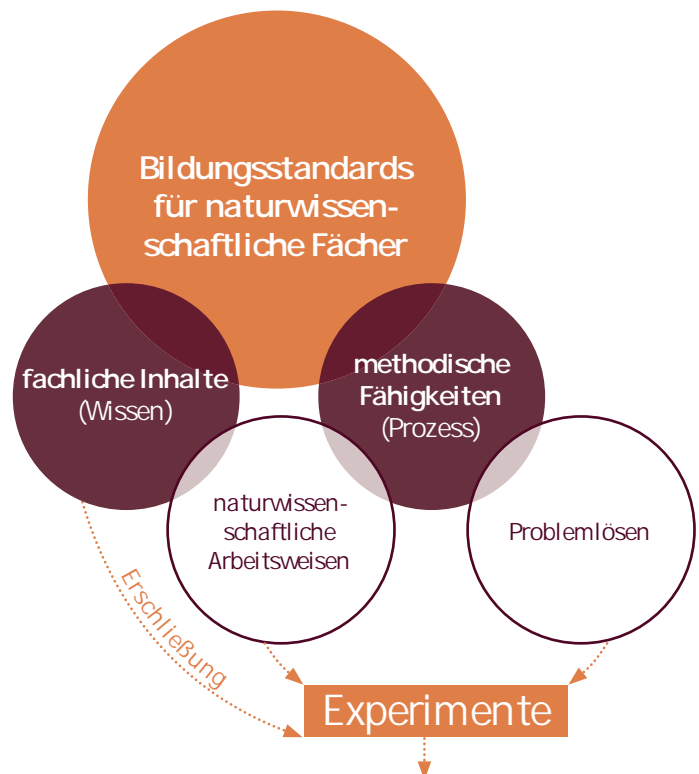 Bildungsstandards
für naturwissen-
schaftliche Fächer
fachliche Inhalte
(Wissen)
methodische
Fähigkeiten
(Prozess)
naturwissen-
schaftliche
Arbeitsweisen
Problemlösen
Erschließung
Experimente